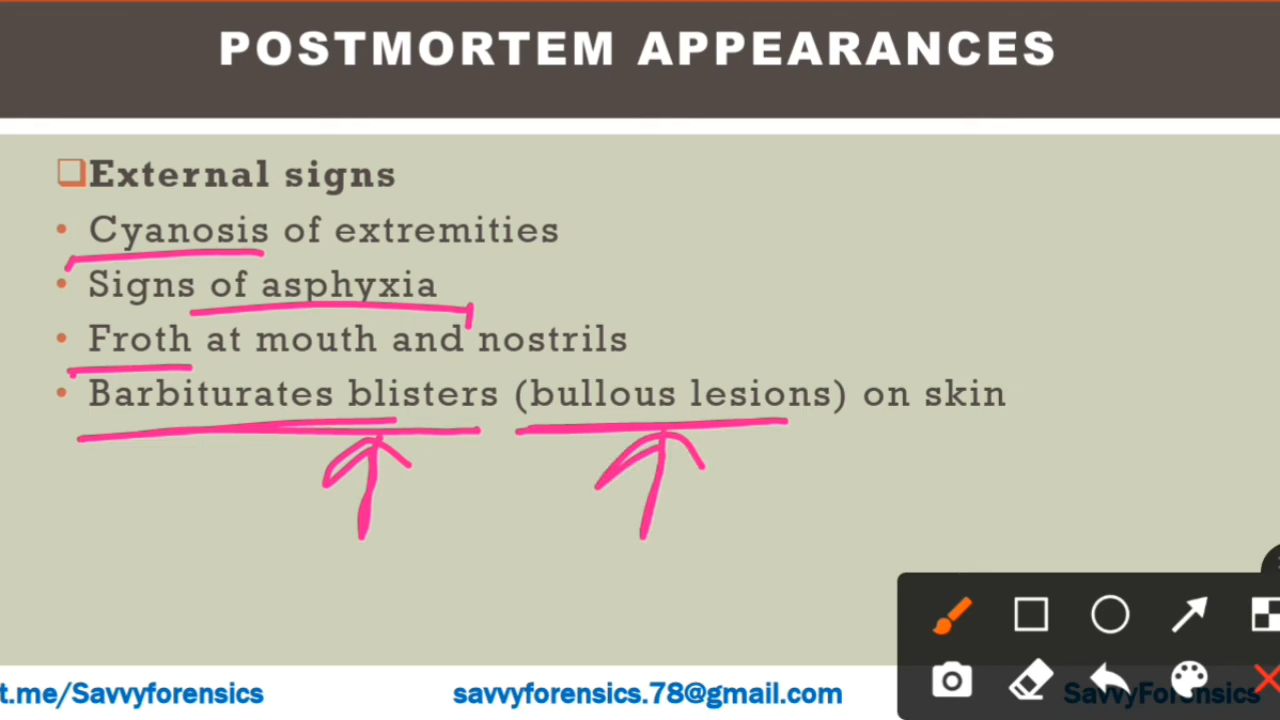 POSTMORTEM APPEARANCES
External signs
• Cyanosis of extremities
• Signs of asphyxia
• Froth at mouth and nostrils
• Barbiturates blisters (bullous lesions) on skin
t.me/Savvyforensics savvyforensics.78@gmail.com SavvyForensics